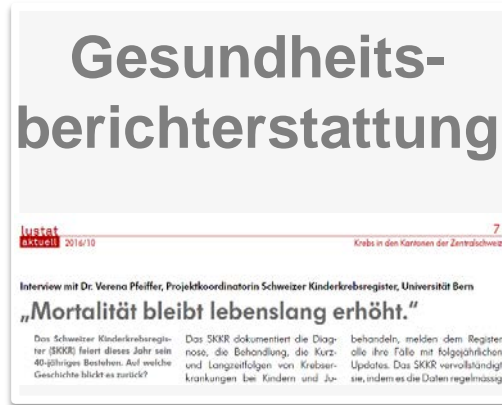 Gesundheits-
berichterstattung
lustat
aktuell 2016/10
7
Krebs in den Kantonen der Zentralschweiz
Interview mit Dr. Verena Pfeiffer, Projektkoordinatorin Schweizer Kinderkrebsregister, Universität Bern
„Mortalität bleibt lebenslang erhöht.“
Das Schweizer Kinderkrebsregis-
ter (SKKR) feiert dieses Jahr sein
40-jähriges Bestehen. Auf welche
Geschichte blickt es zurück?
Das SKKR dokumentiert die Diag-
nose, die Behandlung, die Kurz-
und Langzeitfolgen von Krebser-
krankungen bei Kindern und Ju-
behandeln, melden dem Register
alle ihre Fälle mit folgejährlichen
Updates. Das SKKR vervollständigt
sie, indem es die Daten regelmässig